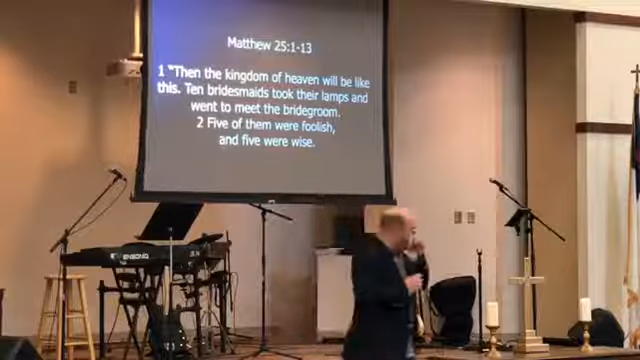 Matthew 25:1-13
1 "Then the kingdom of heaven will be like
this. Ten bridesmaids took their lamps and
went to meet the bridegroom.
2 Five of them were foolish,
and five were wise.
ENSONIQ